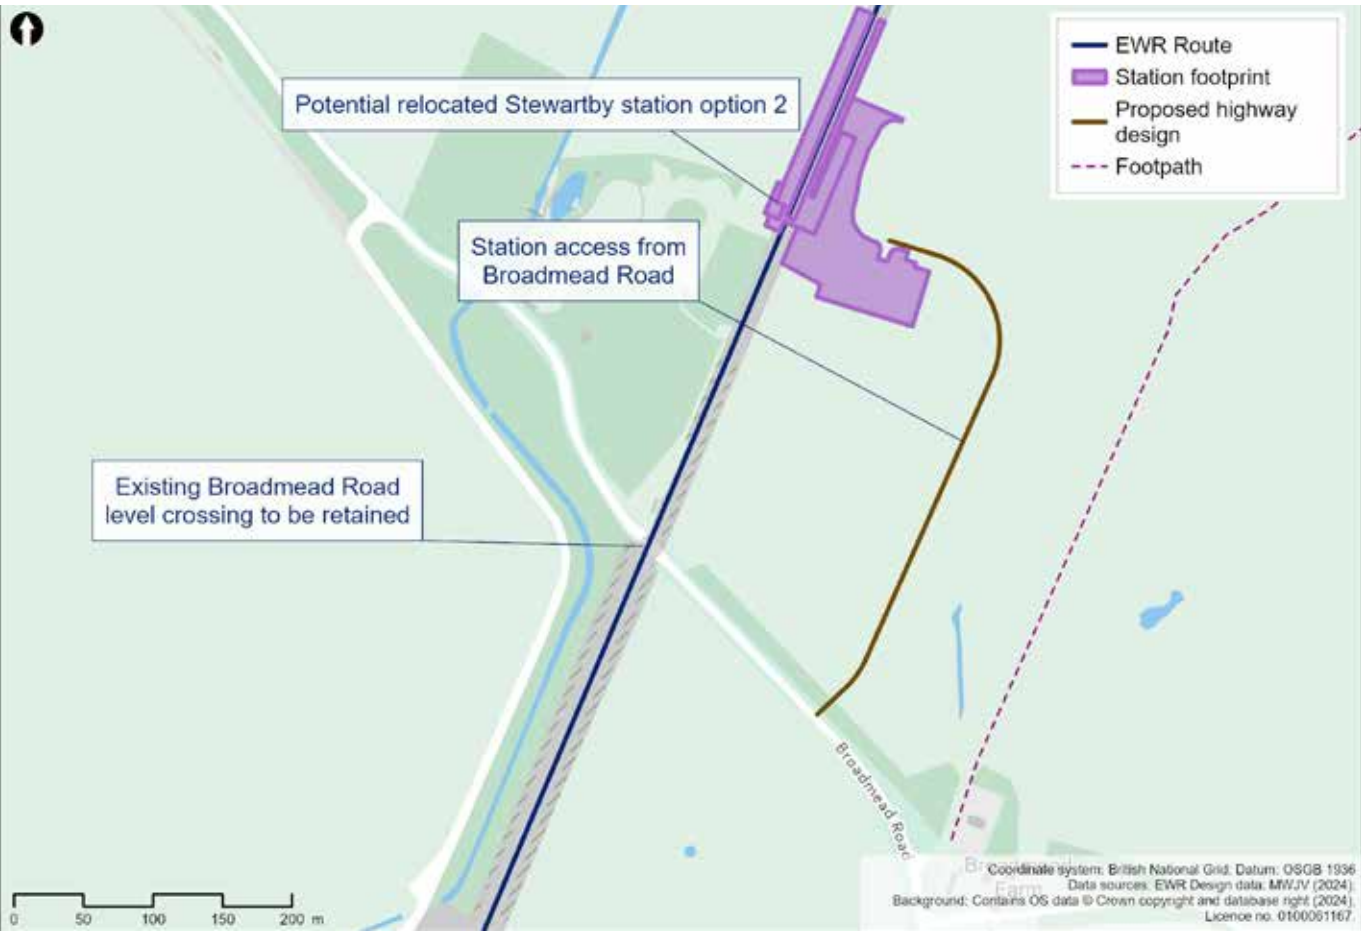 EWR Route
Station footprint
Proposed highway
design
Footpath
Potential relocated Stewartby station option 2
Station access from
Broadmead Road
Existing Broadmead Road
level crossing to be retained
Broadmead Road
Farm
0 50 100 150 200 m
Coordinate system: British National Grid; Datum: OSGB 1936
Data sources: EWR Design data: MWJV (2024);
Background: Contains OS data © Crown copyright and database right (2024);
Licence no. 0100061167.